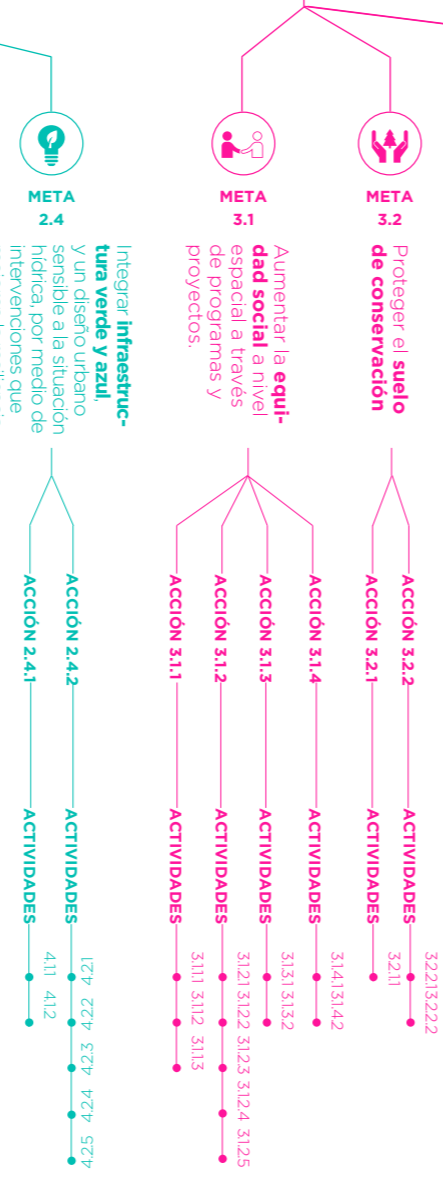 META
2.4
Integrar infraestruc-
tura verde y azul,
y un diseño urbano
sensible a la situación
hídrica, por medio de
intervenciones que
META
3.1
Aumentar la equi-
dad social a nivel
espacial a través
de programas y
proyectos.
META
3.2
Proteger el suelo
de conservación
ACCIÓN 2.4.1
ACTIVIDADES
4.1.1 4.1.2
ACCIÓN 2.4.2
ACTIVIDADES
4.2.1 4.2.2 4.2.3 4.2.4 4.2.5
ACCIÓN 3.1.1
ACTIVIDADES
3.1.1.1 3.1.1.2 3.1.1.3
ACCIÓN 3.1.2
ACTIVIDADES
3.1.2.1 3.1.2.2 3.1.2.3 3.1.2.4 3.1.2.5
ACCIÓN 3.1.3
ACTIVIDADES
3.1.3.1 3.1.3.2
ACCIÓN 3.1.4
ACTIVIDADES
3.1.4.1 3.1.4.2
ACCIÓN 3.2.1
ACTIVIDADES
3.2.1.1
ACCIÓN 3.2.2
ACTIVIDADES
3.2.2.1 3.2.2.2